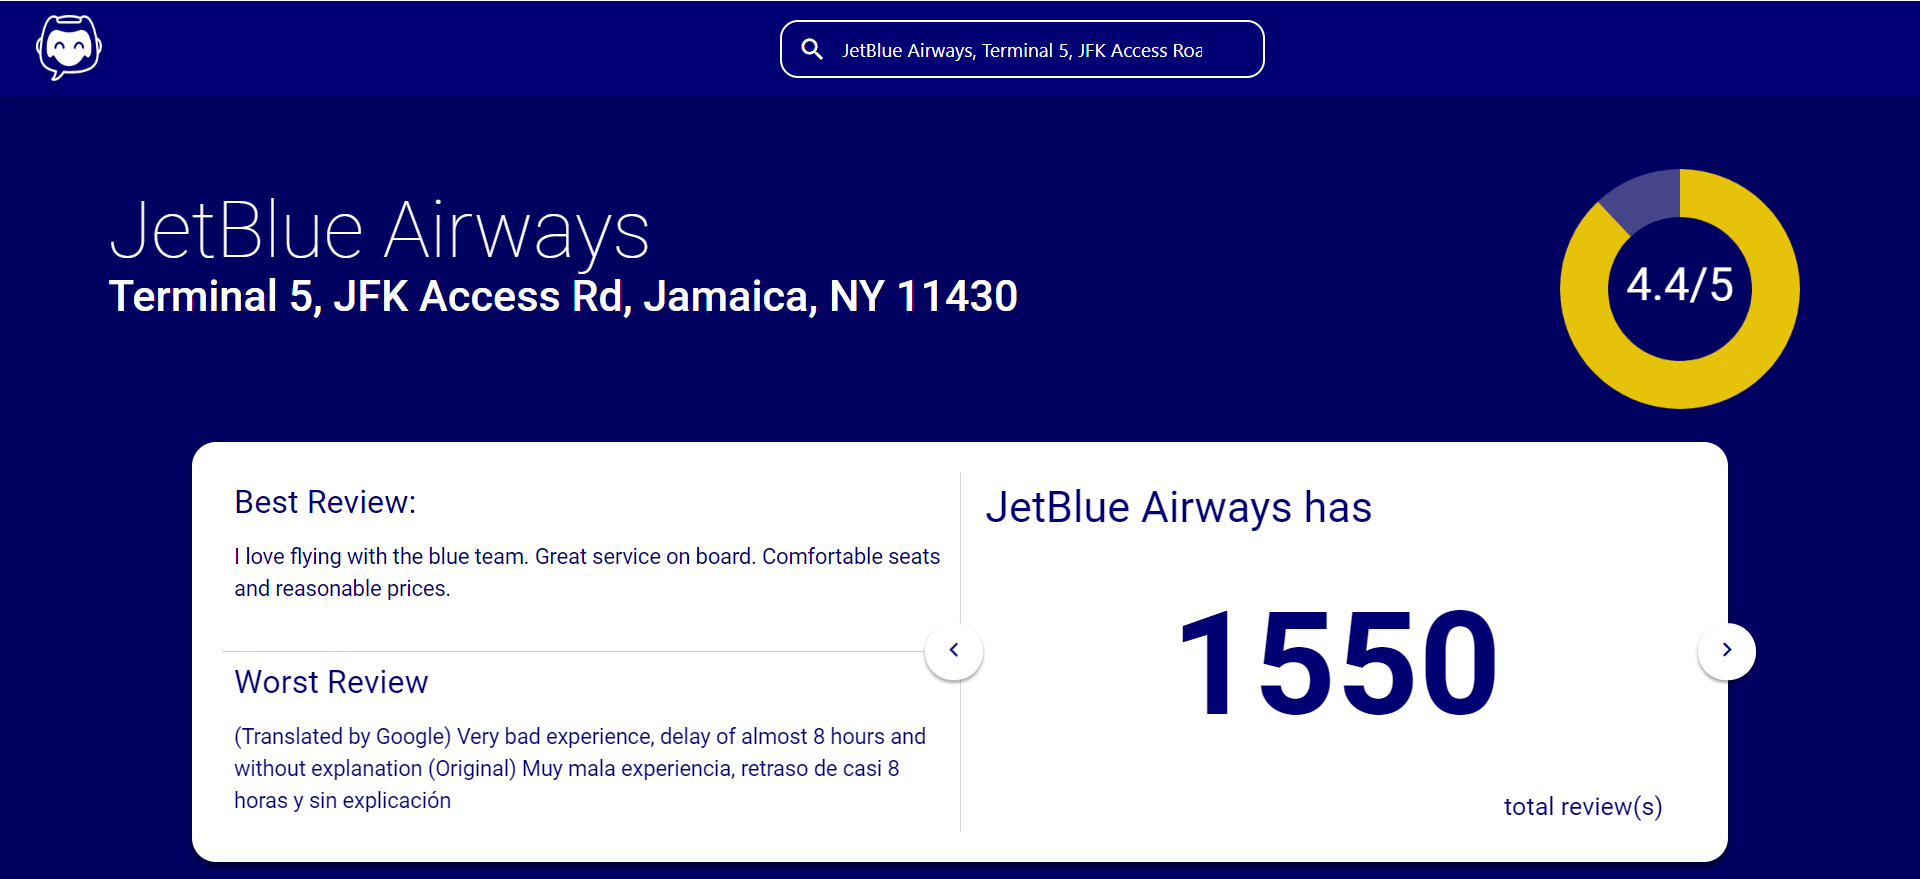 JetBlue Airways, Terminal 5, JFK Access Roa
JetBlue Airways
Terminal 5, JFK Access Rd, Jamaica, NY 11430
4.4/5
Best Review:
I love flying with the blue team. Great service on board. Comfortable seats
and reasonable prices.
Worst Review
(Translated by Google) Very bad experience, delay of almost 8 hours and
without explanation (Original) Muy mala experiencia, retraso de casi 8
horas y sin explicación
JetBlue Airways has
1550
total review(s)